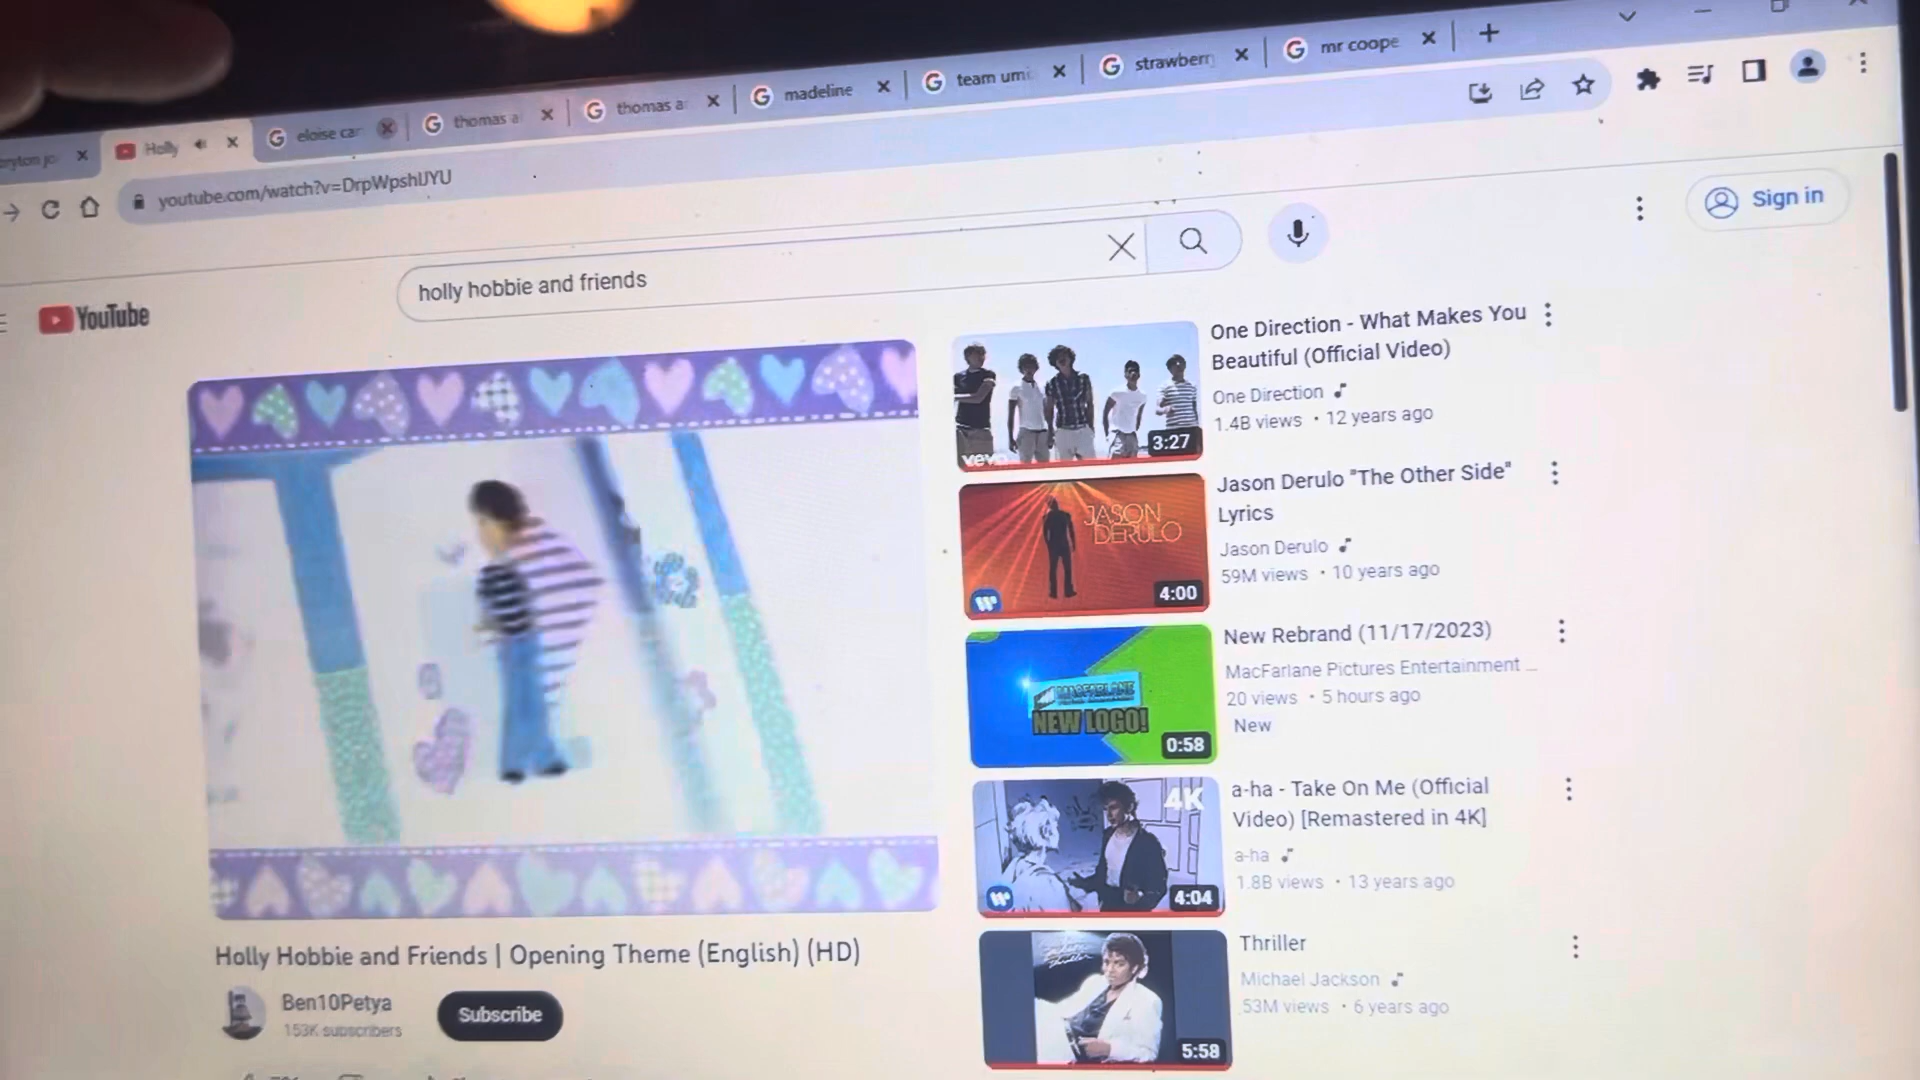 Holly
eloise car
thomas a
thomas a
madeline
team umi
strawberr
mr coope
youtube.com/watch?v=DrpWpshIJYU
Sign in
YouTube
holly hobbie and friends
Holly Hobbie and Friends | Opening Theme (English) (HD)
Ben10Petya
153K subscribers
Subscribe
vevo
3:27
One Direction - What Makes You
Beautiful (Official Video)
One Direction
1.4B views • 12 years ago
JASON
DERULO
4:00
Jason Derulo "The Other Side"
Lyrics
Jason Derulo
59M views • 10 years ago
MACFARLANE
NEW LOGO!
0:58
New Rebrand (11/17/2023)
MacFarlane Pictures Entertainment ...
20 views • 5 hours ago
New
4K
4:04
a-ha - Take On Me (Official
Video) [Remastered in 4K]
a-ha
1.8B views • 13 years ago
5:58
Thriller
Michael Jackson
53M views • 6 years ago